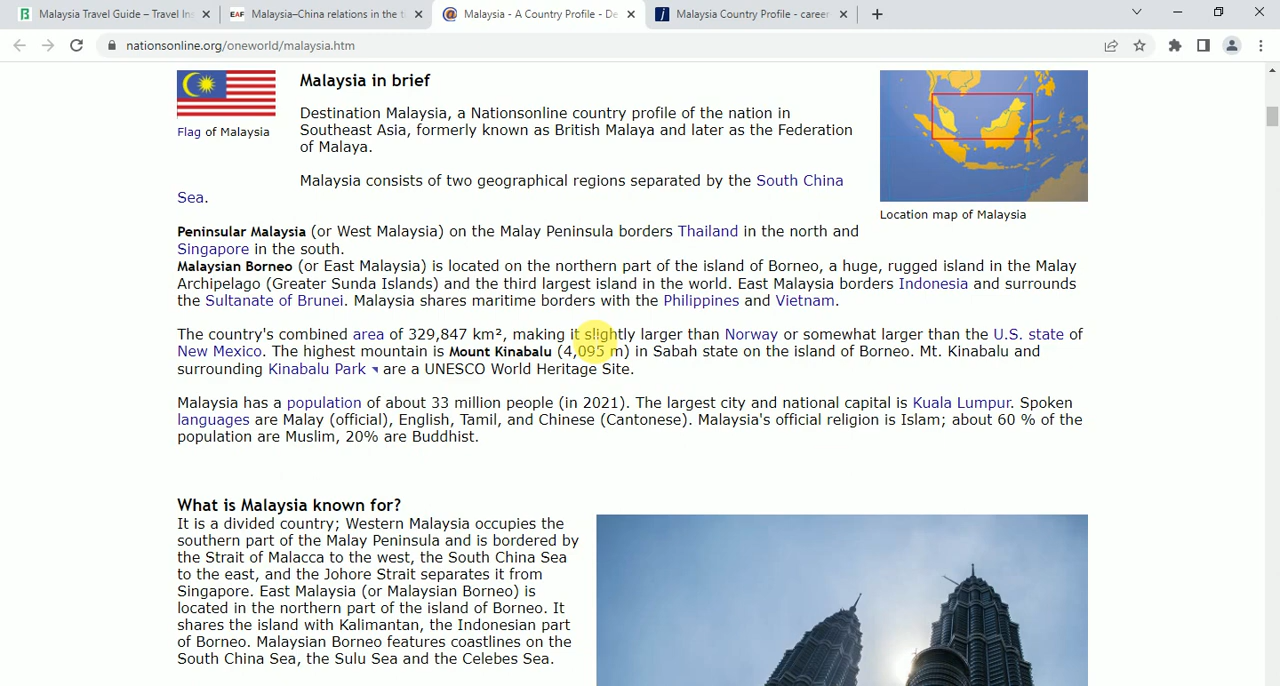 Malaysia Travel Guide – Travel In
Malaysia–China relations in the t
Malaysia - A Country Profile - De
Malaysia Country Profile - career
nationsonline.org/oneworld/malaysia.htm
Flag of Malaysia
Malaysia in brief
Destination Malaysia, a Nationsonline country profile of the nation in
Southeast Asia, formerly known as British Malaya and later as the Federation
of Malaya.
Malaysia consists of two geographical regions separated by the South China
Sea.
Location map of Malaysia
Peninsular Malaysia (or West Malaysia) on the Malay Peninsula borders Thailand in the north and
Singapore in the south.
Malaysian Borneo (or East Malaysia) is located on the northern part of the island of Borneo, a huge, rugged island in the Malay
Archipelago (Greater Sunda Islands) and the third largest island in the world. East Malaysia borders Indonesia and surrounds
the Sultanate of Brunei. Malaysia shares maritime borders with the Philippines and Vietnam.
The country's combined area of 329,847 km², making it slightly larger than Norway or somewhat larger than the U.S. state of
New Mexico. The highest mountain is Mount Kinabalu (4,095 m) in Sabah state on the island of Borneo. Mt. Kinabalu and
surrounding Kinabalu Park are a UNESCO World Heritage Site.
Malaysia has a population of about 33 million people (in 2021). The largest city and national capital is Kuala Lumpur. Spoken
languages are Malay (official), English, Tamil, and Chinese (Cantonese). Malaysia's official religion is Islam; about 60 % of the
population are Muslim, 20% are Buddhist.
What is Malaysia known for?
It is a divided country; Western Malaysia occupies the
southern part of the Malay Peninsula and is bordered by
the Strait of Malacca to the west, the South China Sea
to the east, and the Johore Strait separates it from
Singapore. East Malaysia (or Malaysian Borneo) is
located in the northern part of the island of Borneo. It
shares the island with Kalimantan, the Indonesian part
of Borneo. Malaysian Borneo features coastlines on the
South China Sea, the Sulu Sea and the Celebes Sea.